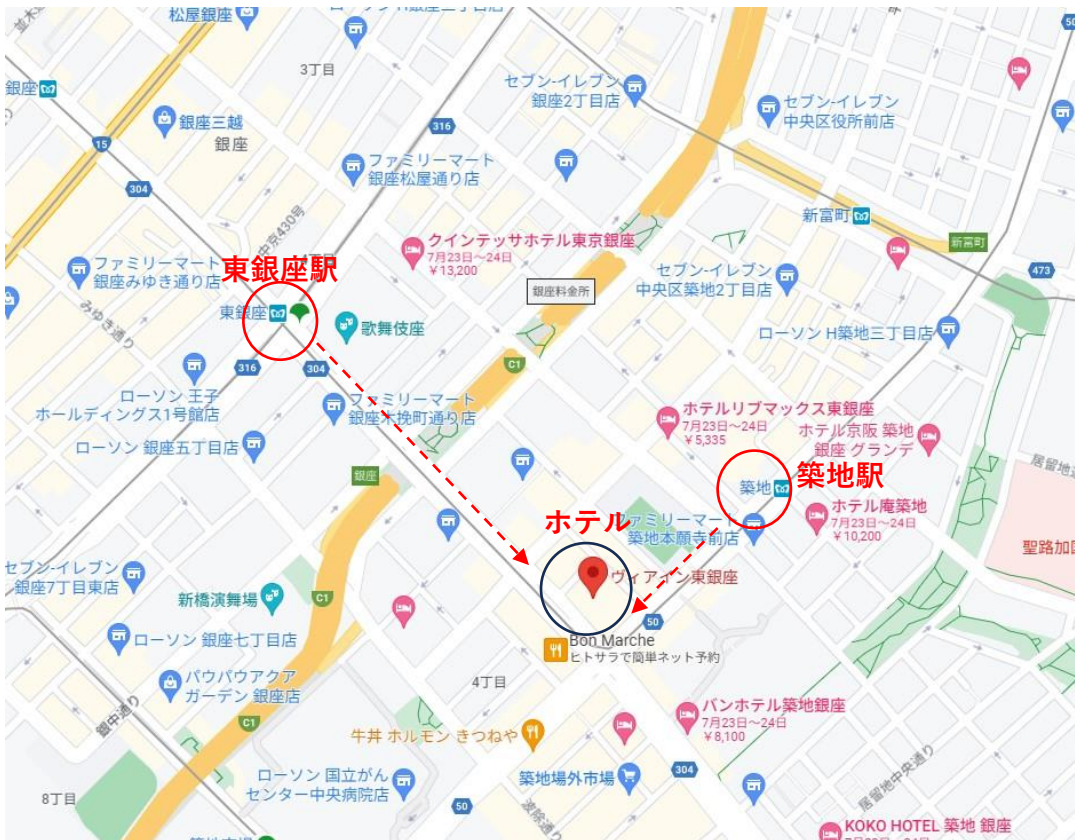 松屋銀座
3丁目
銀座
銀座三越
銀座
15
304
316
ファミリーマート
銀座松屋通り店
セブン-イレブン
銀座2丁目店
セブン-イレブン
中央区役所前店
50
新富町
新富町
473
中京430号
クインテッサホテル東京銀座
7月23日~24日
¥13,200
セブン-イレブン
中央区築地2丁目店
銀座料金所
ファミリーマート
銀座みゆき通り店
みゆき通り
東銀座駅
東銀座
歌舞伎座
ローソン H築地三丁目店
C1
316
304
ローソン 王子
ホールディングス1号館店
ファミリーマート
銀座木挽町通り店
ローソン 銀座五丁目店
銀座
ホテルリブマックス東銀座
7月23日~24日
¥5,335
ホテル京阪 築地
銀座 グランデ
築地
築地駅
ホテル庵築地
7月23日~24日
¥10,200
ホテル
ファミリーマート
築地本願寺前店
聖路加国
セブン-イレブン
銀座7丁目東店
新橋演舞場
C1
ヴィアイン東銀座
50
Bon Marche
ヒトサラで簡単ネット予約
ローソン 銀座七丁目店
パウパウアクア
ガーデン 銀座店
4丁目
銀中通り
C1
バンホテル築地銀座
7月23日~24日
¥8,100
牛丼 ホルモン きつねや
ローソン 国立がん
センター中央病院店
築地場外市場
304
居留地中央通り
8丁目
50
波除通り
KOKO HOTEL 築地 銀座